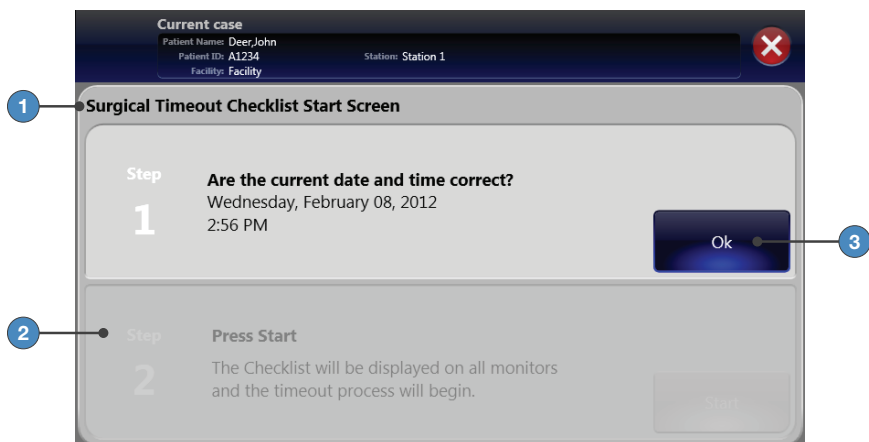 Current case
Patient Name: Deer,John
Patient ID: A1234 Station: Station 1
Facility: Facility
1
Surgical Timeout Checklist Start Screen
Step
1
Are the current date and time correct?
Wednesday, February 08, 2012
2:56 PM
Ok
3
2
Step
2
Press Start
The Checklist will be displayed on all monitors
and the timeout process will begin.
Start